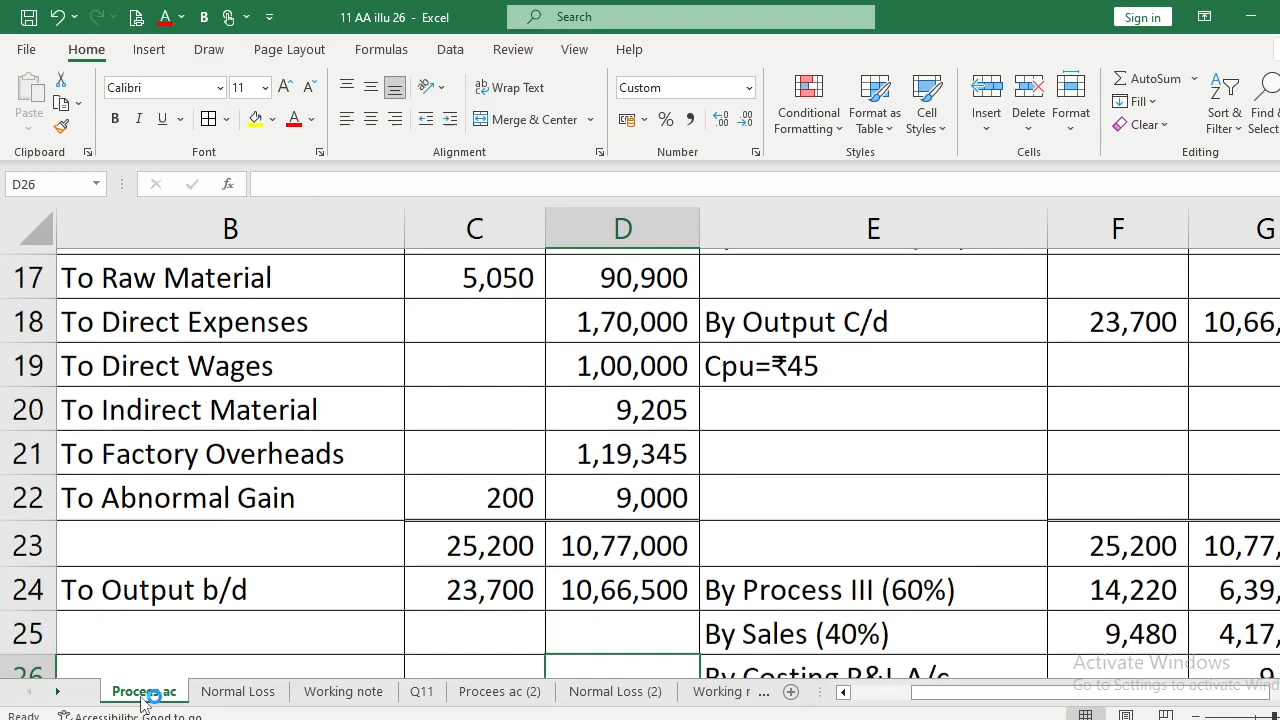 11 AA illu 26 - Excel
Search
Sign in
File Home Insert Draw Page Layout Formulas Data Review View Help
Paste
Calibri 11
B I U
Wrap Text
Merge & Center
Custom
Conditional Formatting
Format as Table
Cell Styles
Insert Delete Format
AutoSum
Fill
Clear
Sort & Filter
Find & Select
Clipboard Font Alignment Number Styles Cells Editing
D26 fx
B C D E F G
17 To Raw Material 5,050 90,900
18 To Direct Expenses 1,70,000 By Output C/d 23,700 10,66,
19 To Direct Wages 1,00,000 Cpu=₹45
20 To Indirect Material 9,205
21 To Factory Overheads 1,19,345
22 To Abnormal Gain 200 9,000
23 25,200 10,77,000 25,200 10,77,
24 To Output b/d 23,700 10,66,500 By Process III (60%) 14,220 6,39,
25 By Sales (40%) 9,480 4,17,
26 By Costing P&L A/c 9
Activate Windows
Go to Settings to activate Wind
Process ac Normal Loss Working note Q11 Process ac (2) Normal Loss (2) Working r ...
Ready Accessibility: Good to go